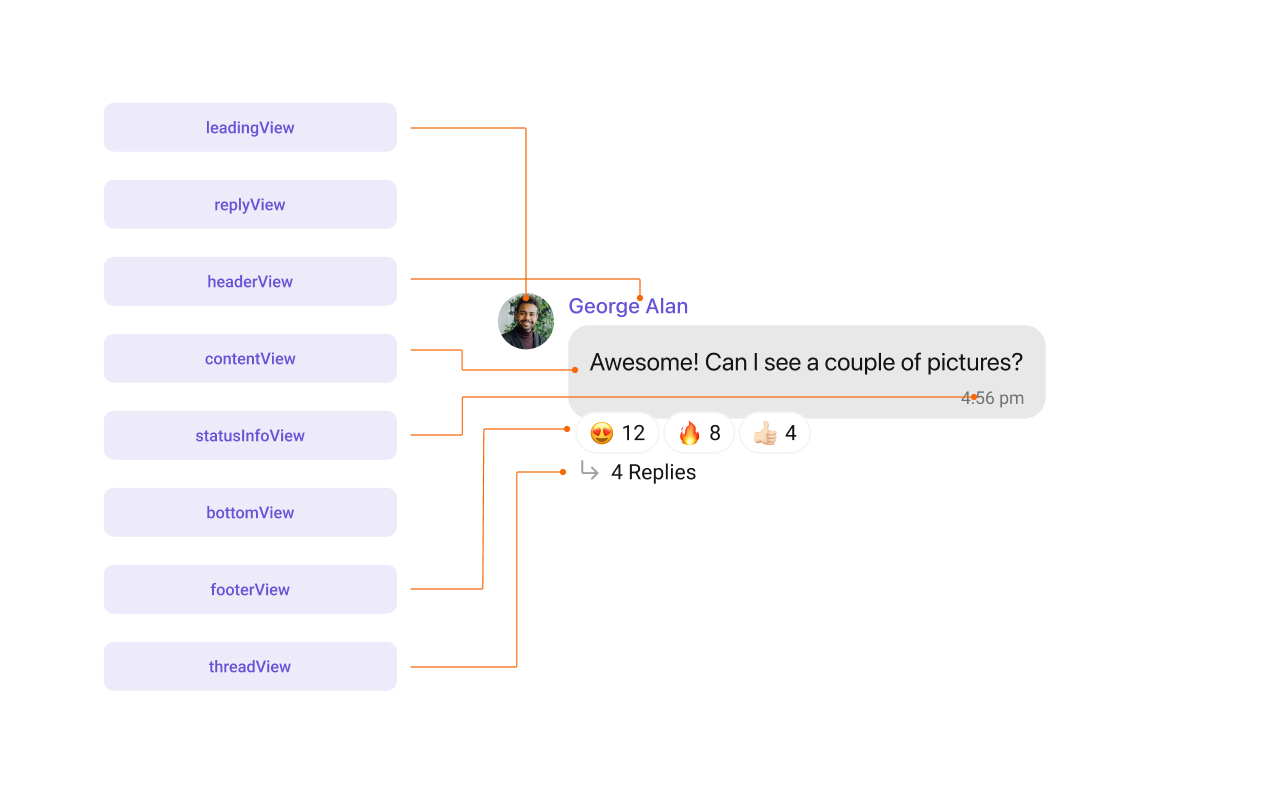 leadingView
replyView
headerView
contentView
statusInfoView
bottomView
footerView
threadView
George Alan
Awesome! Can I see a couple of pictures?
4:56 pm
😍 12 🔥 8 👍🏻 4
4 Replies